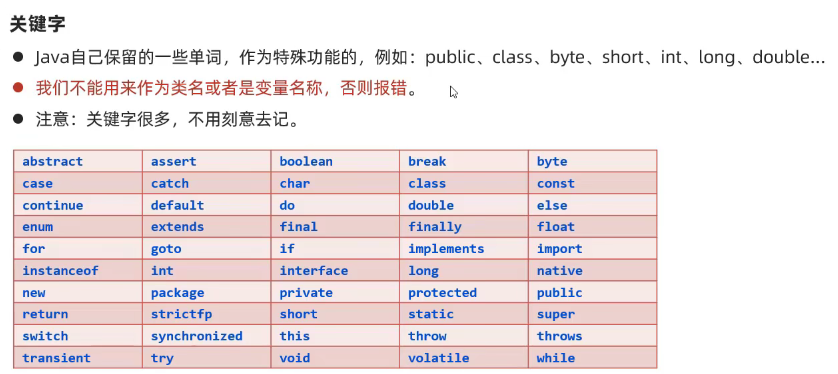 关键字
● Java自己保留的一些单词，作为特殊功能的，例如：public、class、byte、short、int、long、double...
● 我们不能用来作为类名或者是变量名称，否则报错。
● 注意：关键字很多，不用刻意去记。
abstract assert boolean break byte
case catch char class const
continue default do double else
enum extends final finally float
for goto if implements import
instanceof int interface long native
new package private protected public
return strictfp short static super
switch synchronized this throw throws
transient try void volatile while